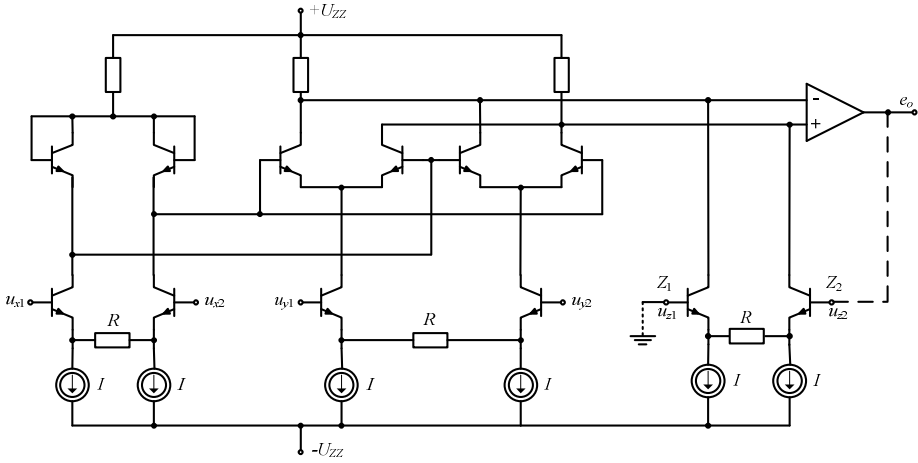 +U_ZZ
- e_o
+
u_x1 u_x2 u_y1 u_y2 Z_1 Z_2
u_z1 u_z2
R R R
I I I I I I
-U_ZZ